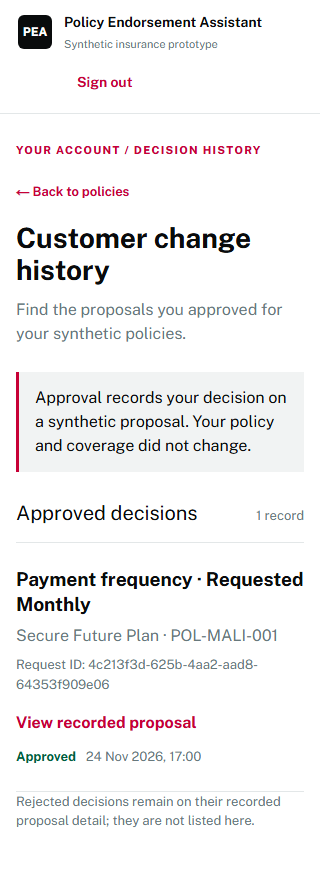 PEA
Policy Endorsement Assistant
Synthetic insurance prototype
Sign out
YOUR ACCOUNT / DECISION HISTORY
← Back to policies
Customer change
history
Find the proposals you approved for
your synthetic policies.
Approval records your decision on
a synthetic proposal. Your policy
and coverage did not change.
Approved decisions
1 record
Payment frequency · Requested
Monthly
Secure Future Plan · POL-MALI-001
Request ID: 4c213f3d-625b-4aa2-aad8-
64353f909e06
View recorded proposal
Approved 24 Nov 2026, 17:00
Rejected decisions remain on their recorded
proposal detail; they are not listed here.